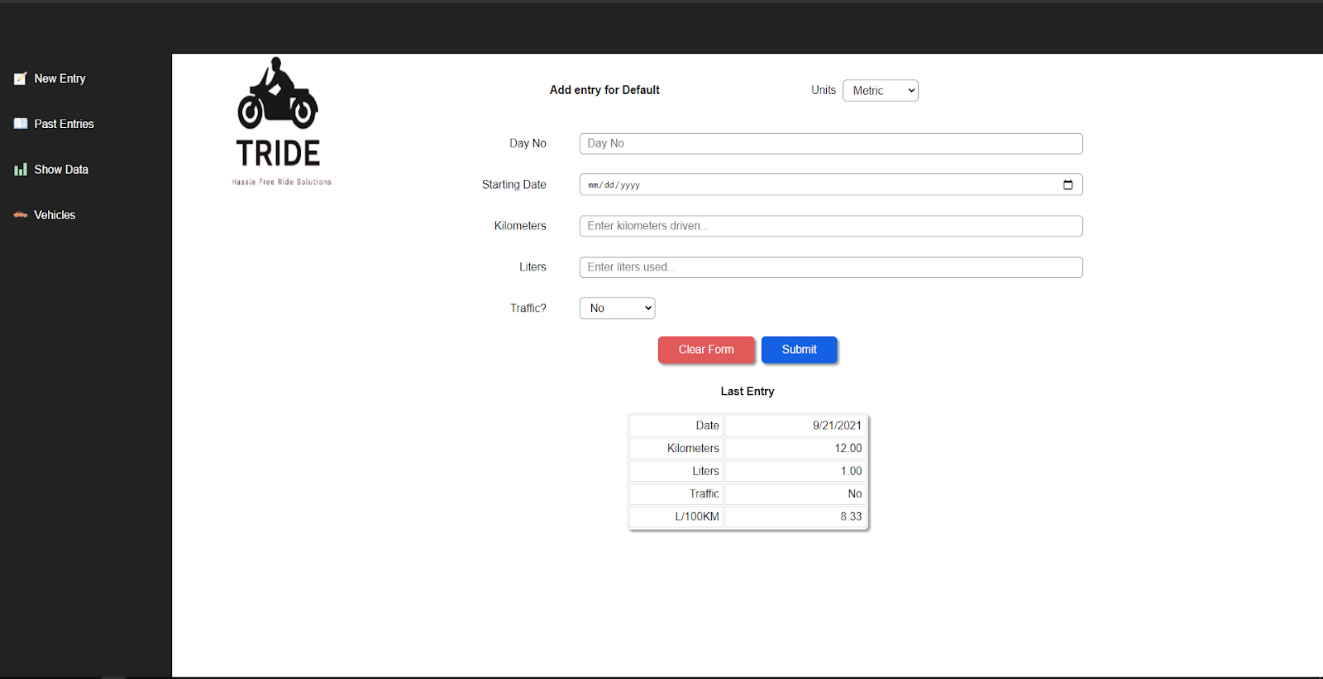 New Entry
Past Entries
Show Data
Vehicles
TRIDE
Hassle Free Ride Solutions
Add entry for Default
Units Metric
Day No Day No
Starting Date mm/dd/yyyy
Kilometers Enter kilometers driven...
Liters Enter liters used...
Traffic? No
Clear Form Submit
Last Entry
Date 9/21/2021
Kilometers 12.00
Liters 1.00
Traffic No
L/100KM 8.33